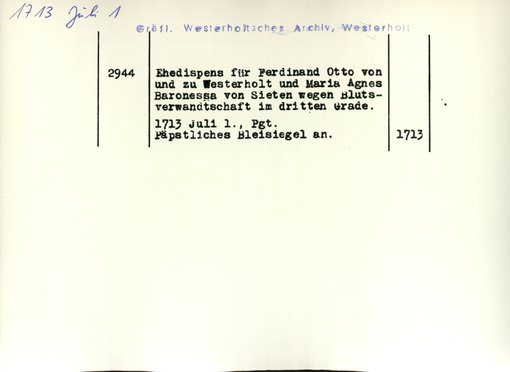 1713 Juli 1
Gräfl. Westerholtsches Archiv, Westerholt
2944 Ehedispens für Ferdinand Otto von
und zu Westerholt und Maria Agnes
Baronessa von Sieten wegen Bluts-
verwandtschaft im dritten Grade.
1713 Juli 1., Pgt.
Päpstliches Bleisiegel an. 1713